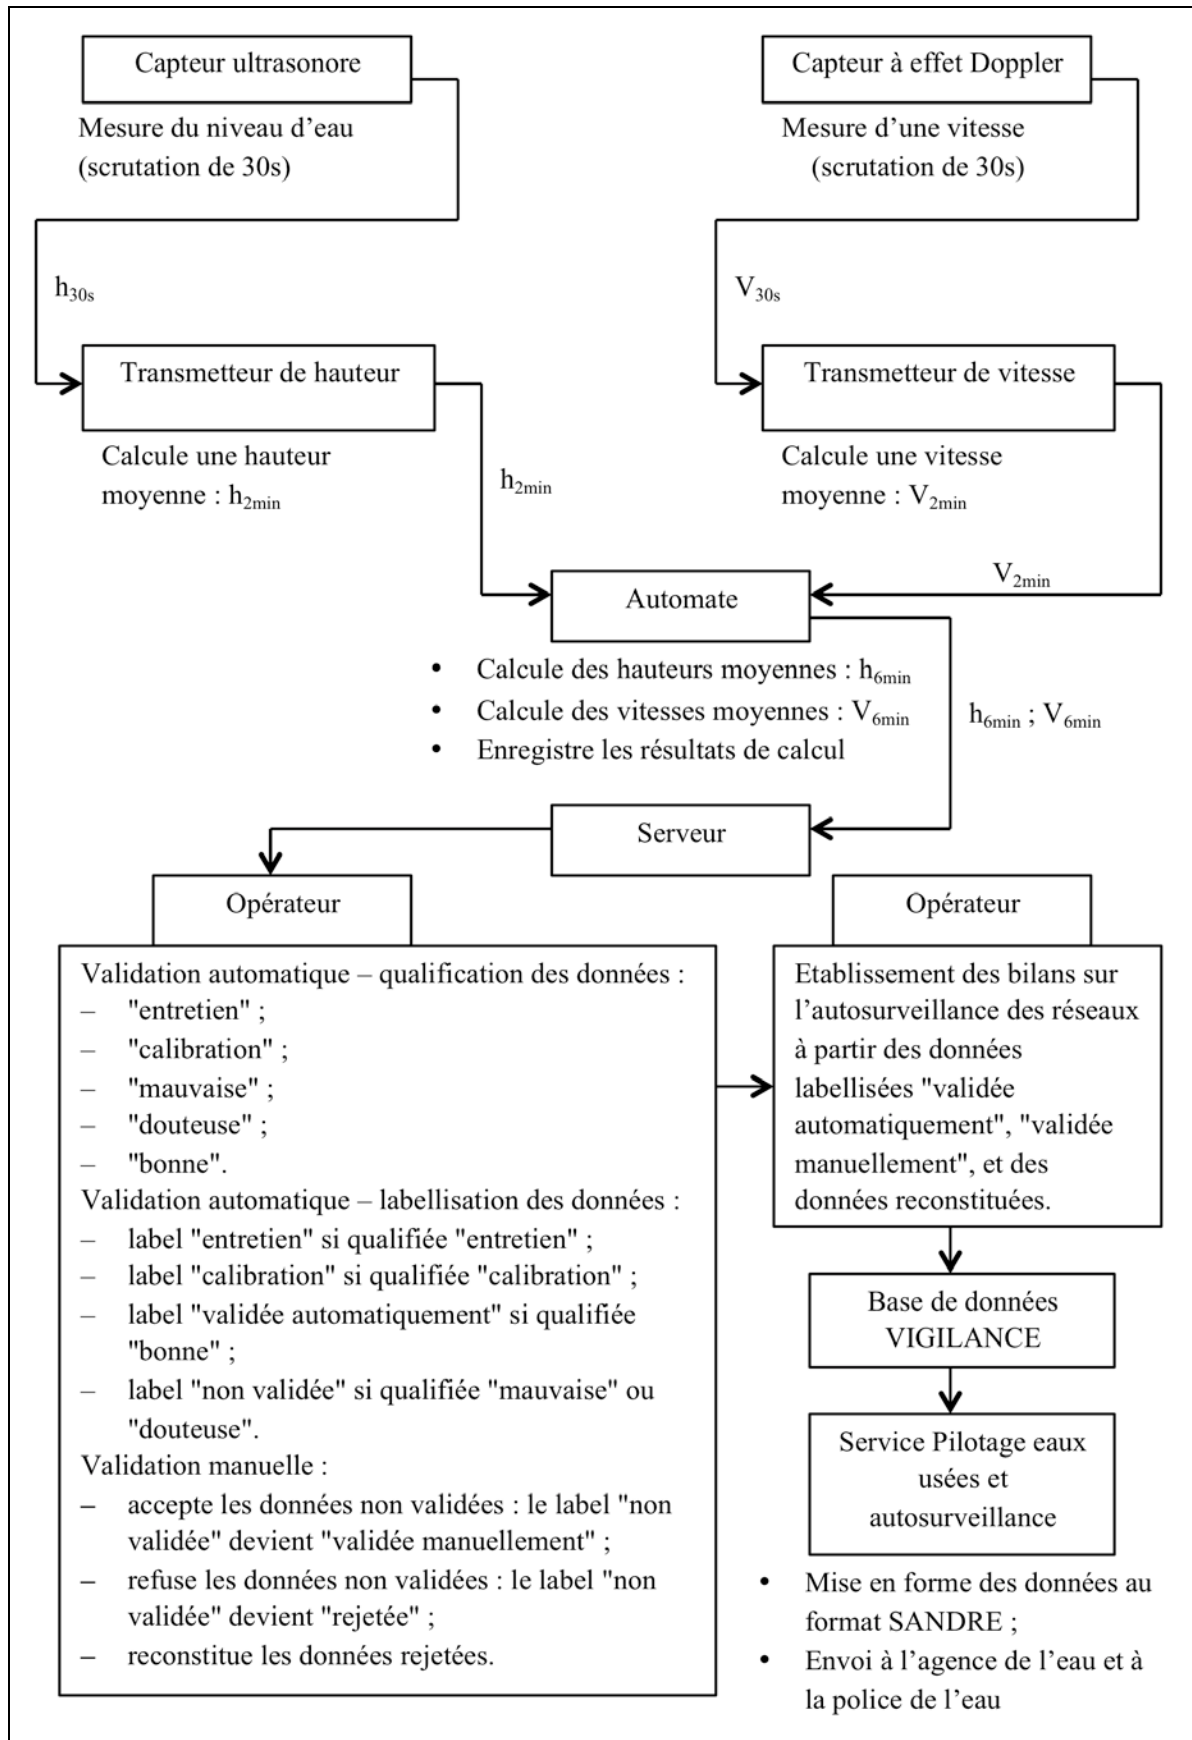 Capteur ultrasonore
Mesure du niveau d'eau
(scrutation de 30s)
Capteur à effet Doppler
Mesure d'une vitesse
(scrutation de 30s)
h30s
V30s
Transmetteur de hauteur
Calcule une hauteur
moyenne : h2min
h2min
Transmetteur de vitesse
Calcule une vitesse
moyenne : V2min
V2min
Automate
• Calcule des hauteurs moyennes : h6min
• Calcule des vitesses moyennes : V6min
• Enregistre les résultats de calcul
h6min ; V6min
Serveur
Opérateur
Validation automatique – qualification des données :
– "entretien" ;
– "calibration" ;
– "mauvaise" ;
– "douteuse" ;
– "bonne".
Validation automatique – labellisation des données :
– label "entretien" si qualifiée "entretien" ;
– label "calibration" si qualifiée "calibration" ;
– label "validée automatiquement" si qualifiée
"bonne" ;
– label "non validée" si qualifiée "mauvaise" ou
"douteuse".
Validation manuelle :
– accepte les données non validées : le label "non
validée" devient "validée manuellement" ;
– refuse les données non validées : le label "non
validée" devient "rejetée" ;
– reconstitue les données rejetées.
Opérateur
Etablissement des bilans sur
l'autosurveillance des réseaux
à partir des données
labellisées "validée
automatiquement", "validée
manuellement", et des
données reconstituées.
Base de données
VIGILANCE
Service Pilotage eaux
usées et
autosurveillance
• Mise en forme des données au
format SANDRE ;
• Envoi à l'agence de l'eau et à
la police de l'eau